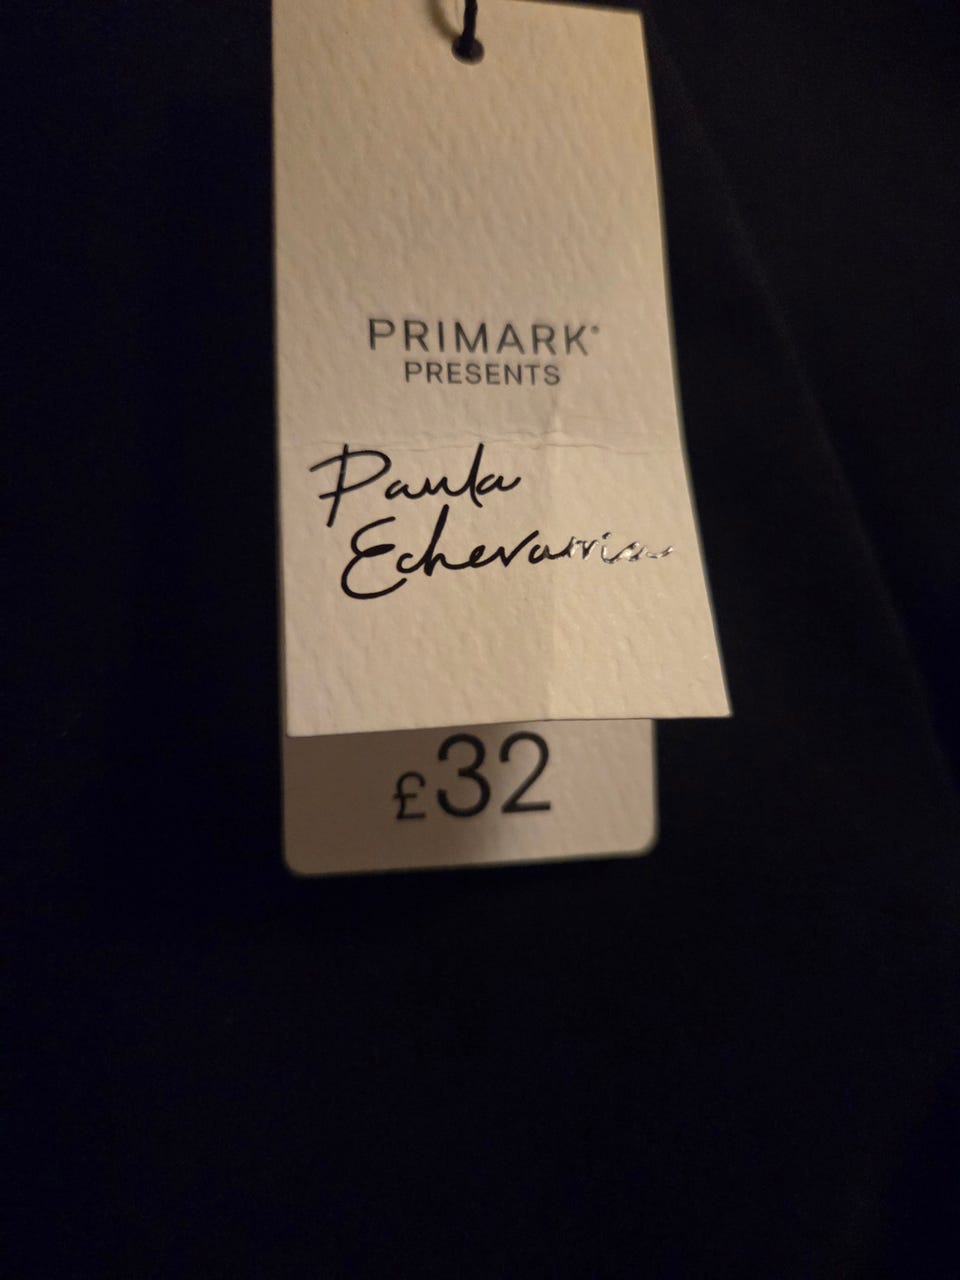 PRIMARK®
PRESENTS
Paula
Echevarria
£32